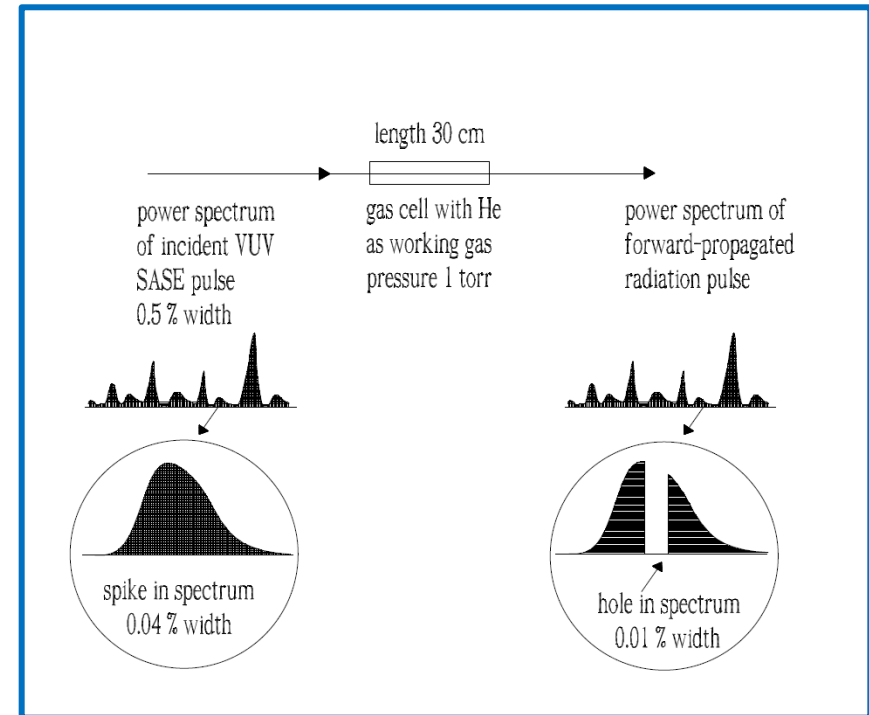 length 30 cm
power spectrum
of incident VUV
SASE pulse
0.5 % width
gas cell with He
as working gas
pressure 1 torr
power spectrum of
forward-propagated
radiation pulse
spike in spectrum
0.04 % width
hole in spectrum
0.01 % width